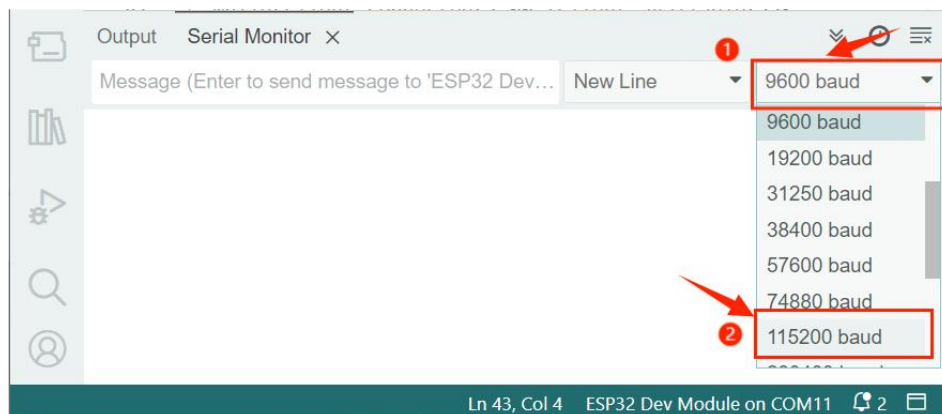 Output Serial Monitor ×
1
Message (Enter to send message to 'ESP32 Dev... New Line 9600 baud
9600 baud
19200 baud
31250 baud
38400 baud
57600 baud
74880 baud
2 115200 baud
Ln 43, Col 4 ESP32 Dev Module on COM11 2